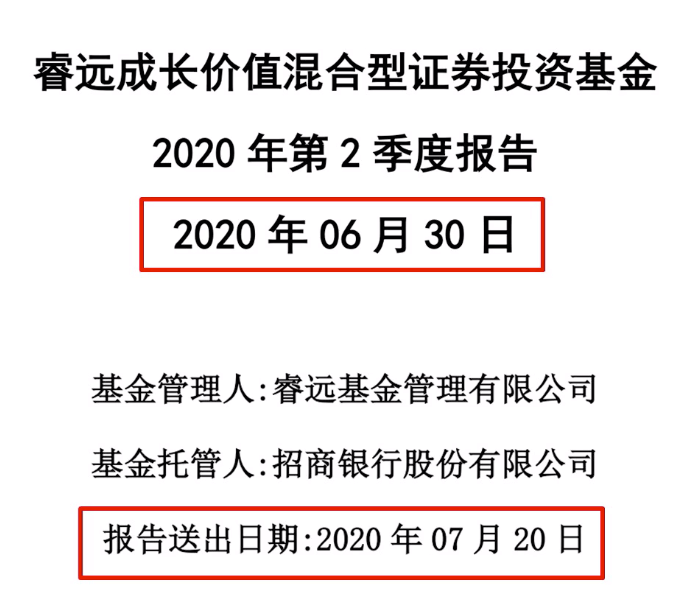 睿远成长价值混合型证券投资基金
2020 年第 2 季度报告
2020 年 06 月 30 日
基金管理人:睿远基金管理有限公司
基金托管人:招商银行股份有限公司
报告送出日期:2020 年 07 月 20 日